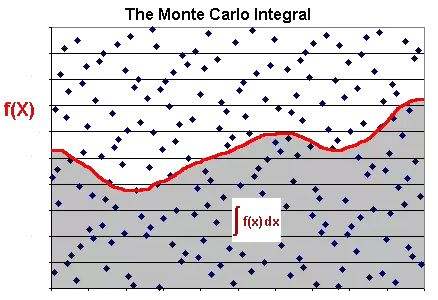 The Monte Carlo Integral
f(X)
∫ f(x) dx